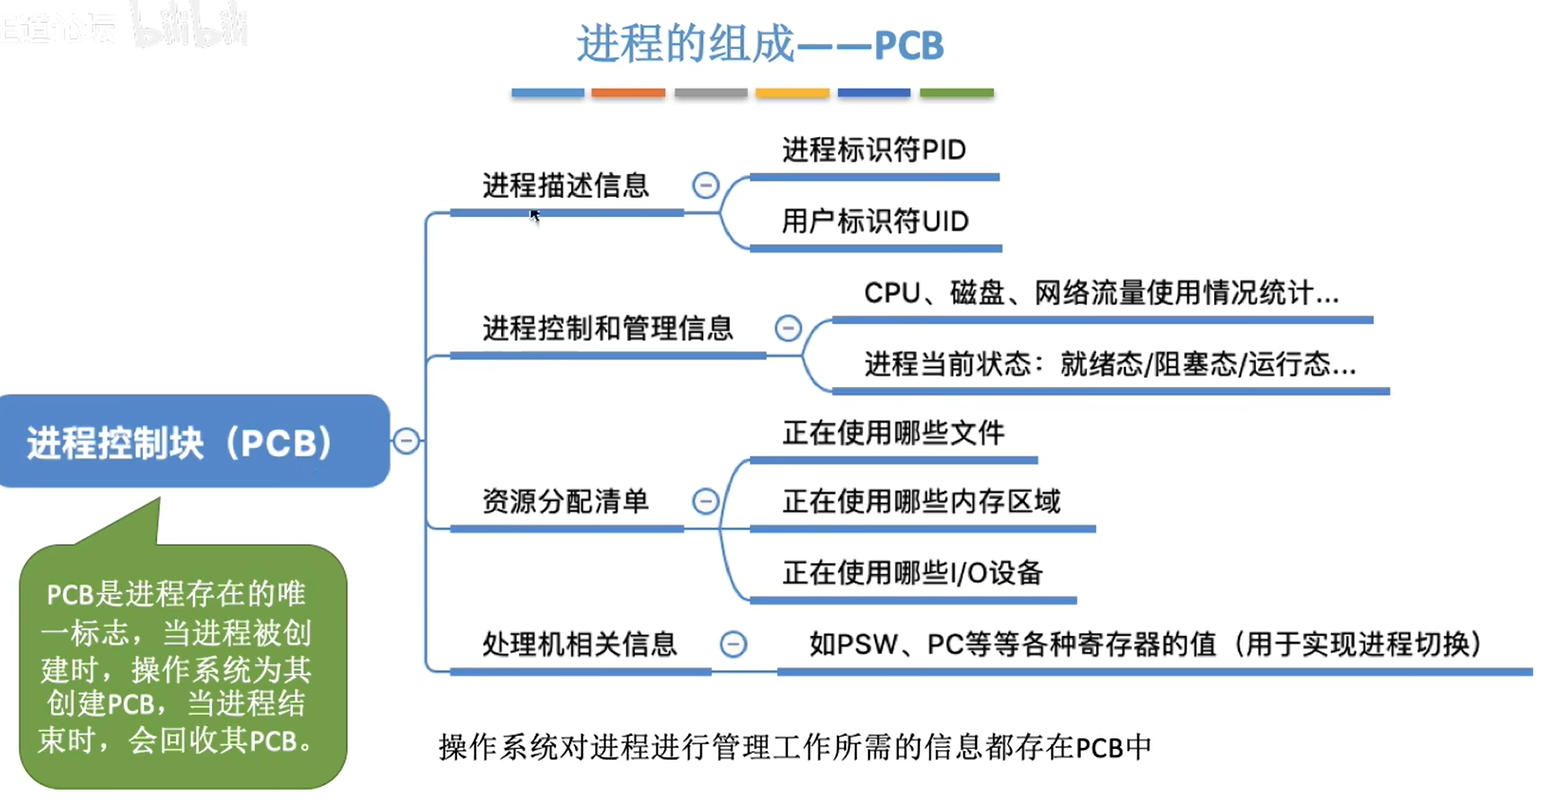 王道论坛 bilibili
进程的组成——PCB
进程标识符PID
进程描述信息
用户标识符UID
CPU、磁盘、网络流量使用情况统计...
进程控制和管理信息
进程当前状态：就绪态/阻塞态/运行态...
进程控制块（PCB）
正在使用哪些文件
资源分配清单
正在使用哪些内存区域
正在使用哪些I/O设备
处理机相关信息
如PSW、PC等等各种寄存器的值（用于实现进程切换）
PCB是进程存在的唯
一标志，当进程被创
建时，操作系统为其
创建PCB，当进程结
束时，会回收其PCB。
操作系统对进程进行管理工作所需的信息都存在PCB中